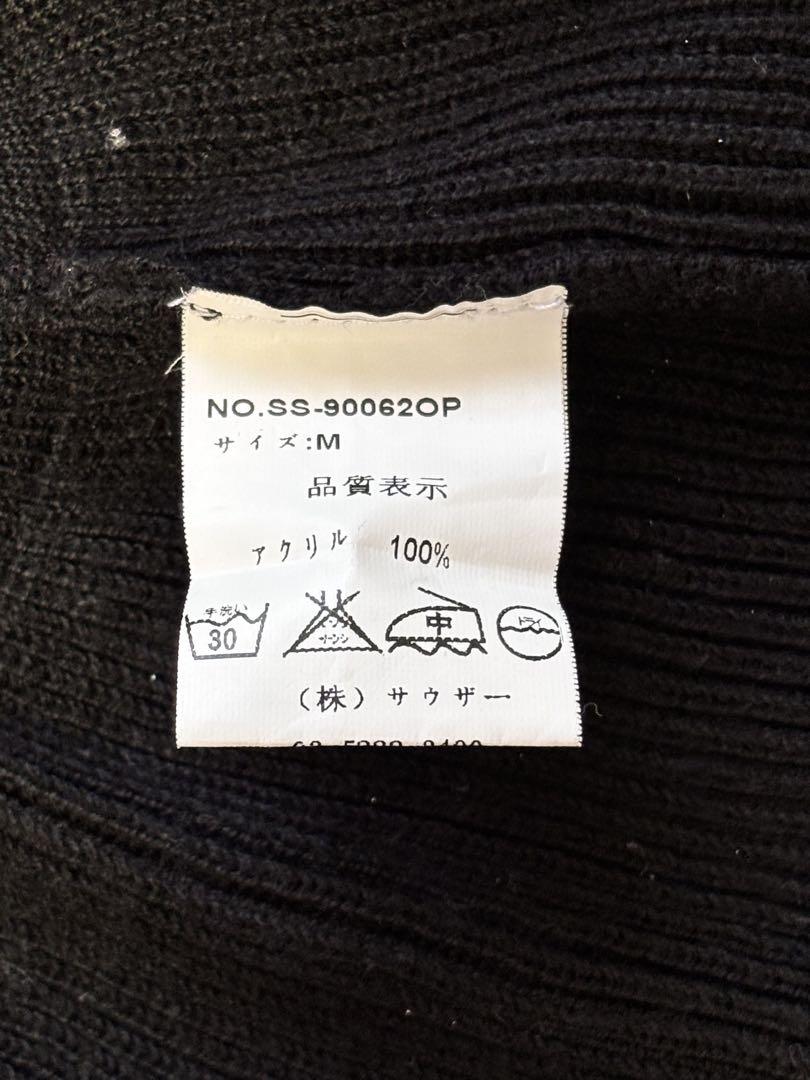 NO.SS-90062OP
サイズ:M
品質表示
アクリル 100%
手洗い 30 中 ドライ
(株) サウザー